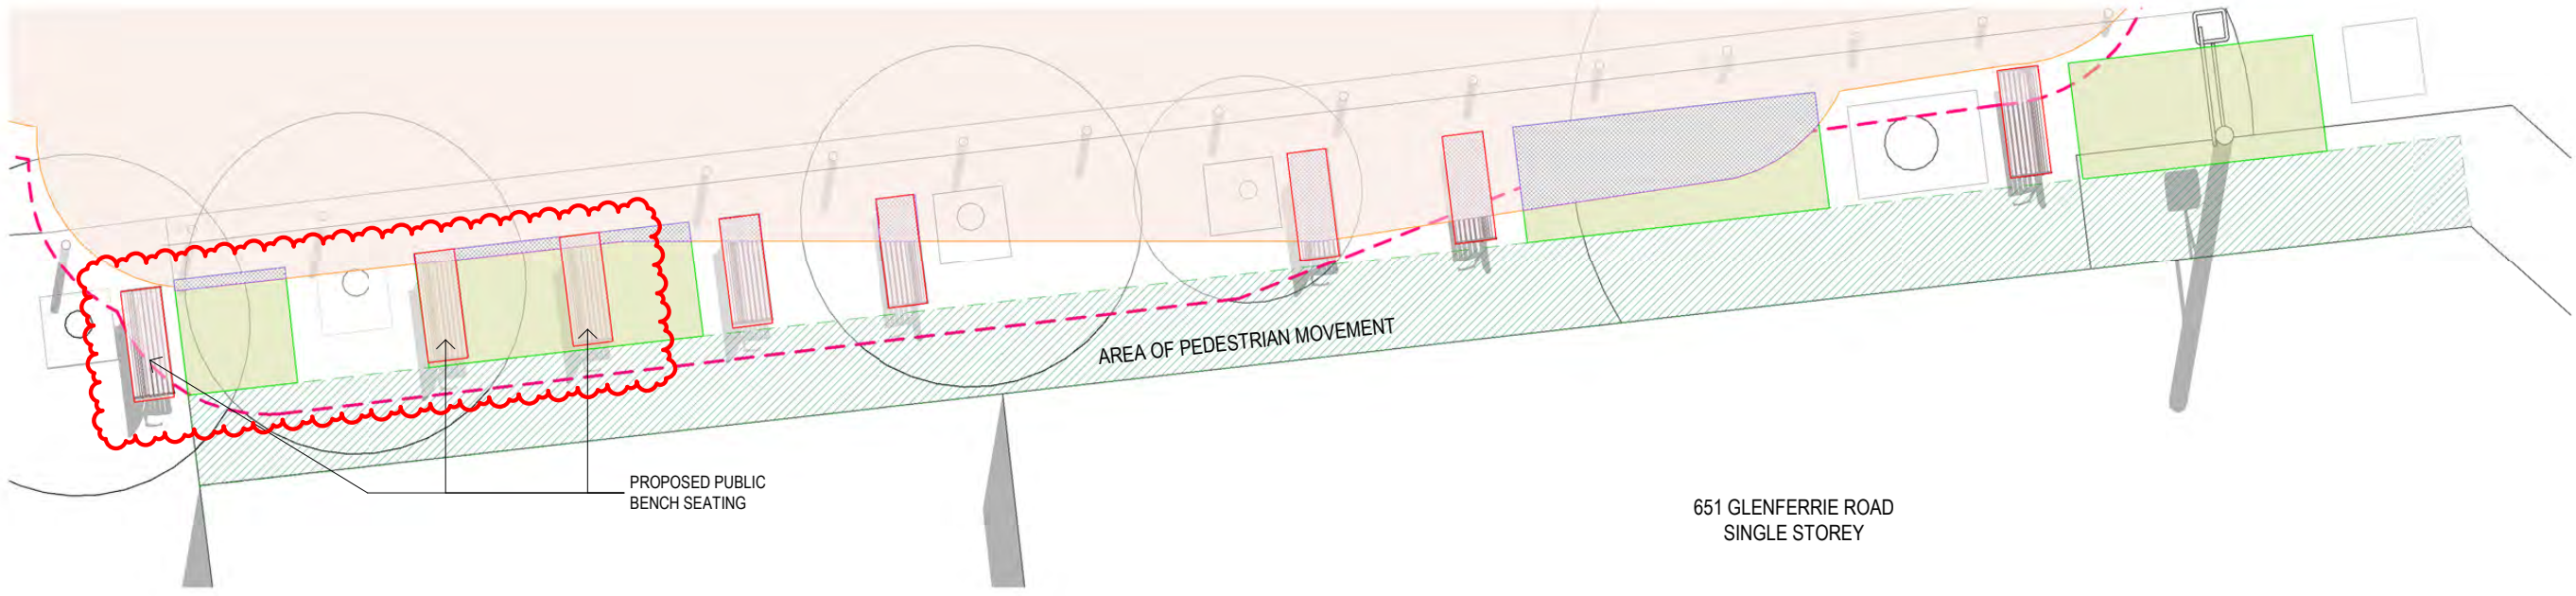 AREA OF PEDESTRIAN MOVEMENT
PROPOSED PUBLIC
BENCH SEATING
651 GLENFERRIE ROAD
SINGLE STOREY